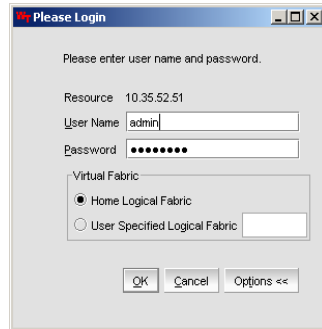 Please Login
Please enter user name and password.
Resource 10.35.52.51
User Name admin
Password ●●●●●●●●
Virtual Fabric
Home Logical Fabric
User Specified Logical Fabric
OK Cancel Options <<